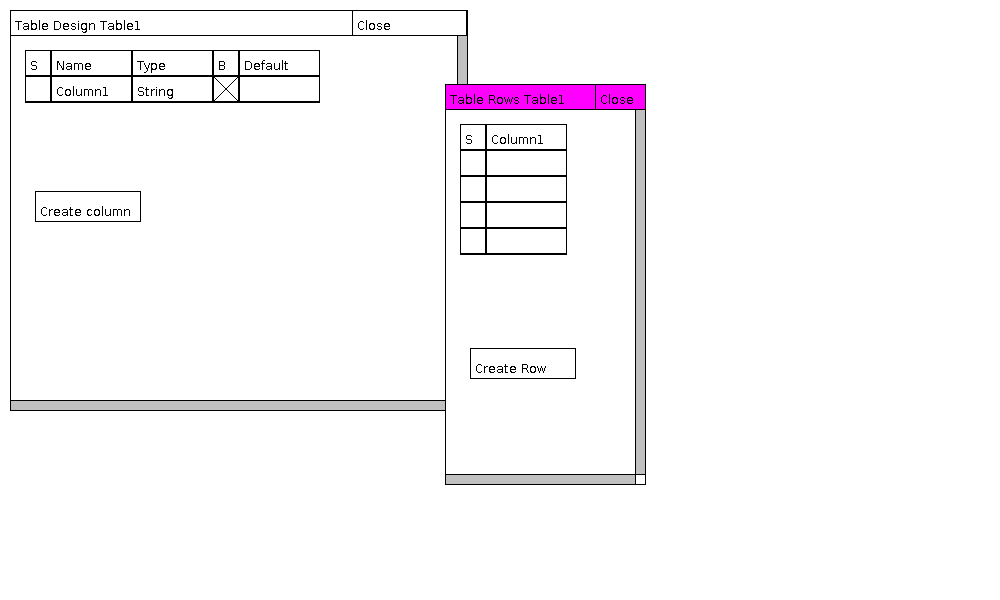 Table Design Table1 Close
S Name Type B Default
Column1 String
Create column
Table Rows Table1 Close
S Column1
Create Row